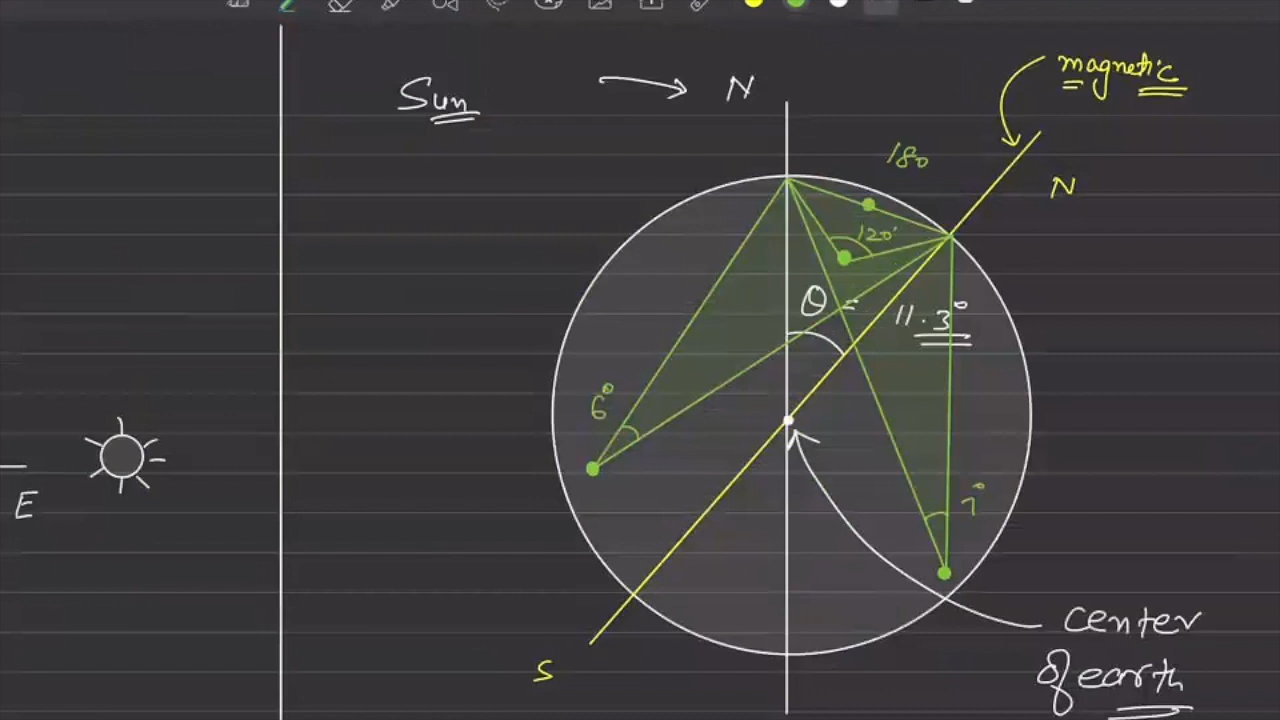 Sun
N
magnetic
180
N
120°
θ = 11.3°
6°
E
7°
center
of earth
S